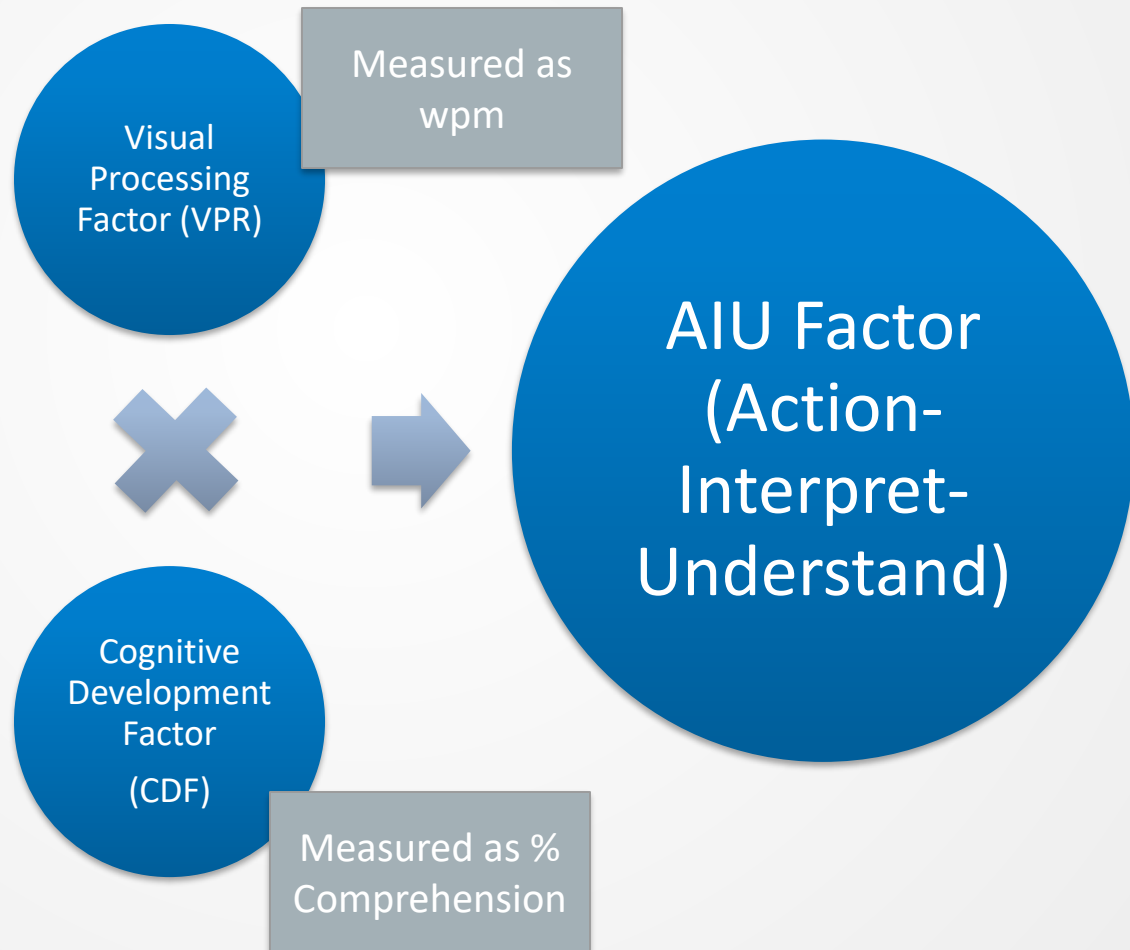 Visual
Processing
Factor (VPR)
Measured as
wpm
AIU Factor
(Action-
Interpret-
Understand)
Cognitive
Development
Factor
(CDF)
Measured as %
Comprehension